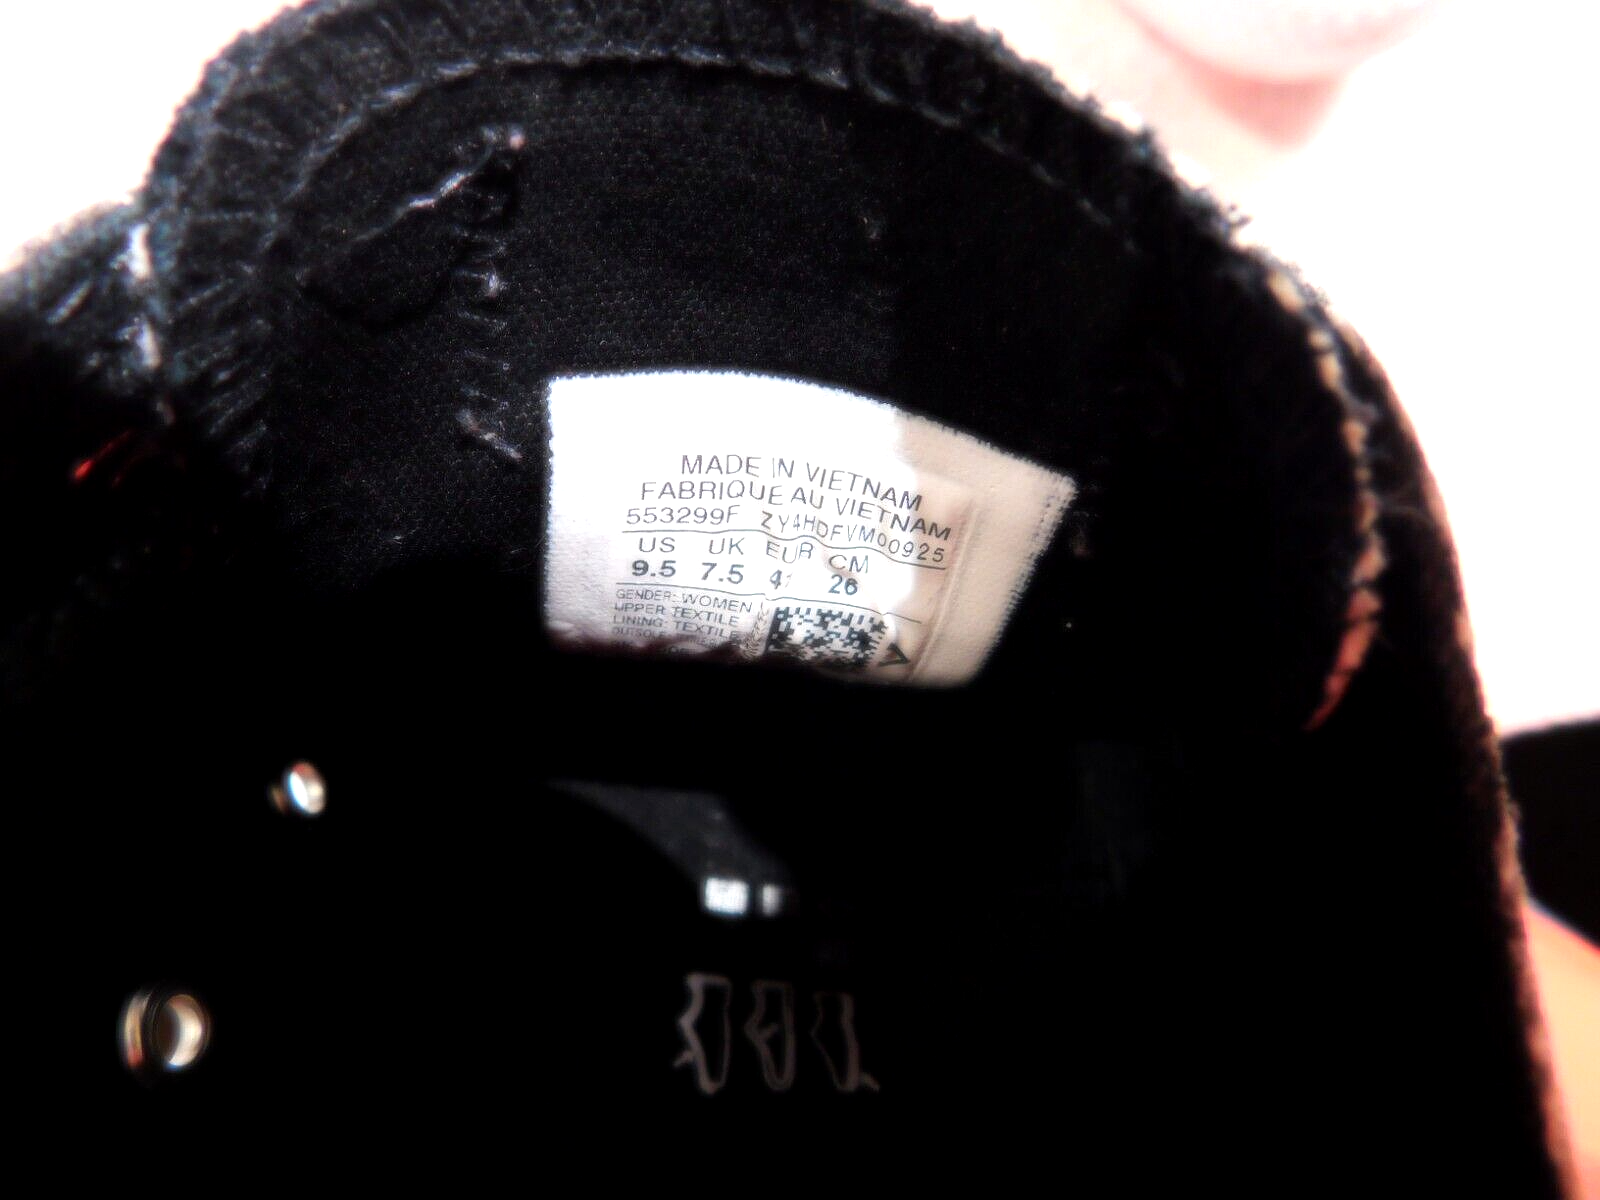 MADE IN VIETNAM
FABRIQUE AU VIETNAM
553299F ZY4HDFVM00925
US UK EUR CM
9.5 7.5 26
GENDER: WOMEN
UPPER TEXTILE
LINING: TEXTILE